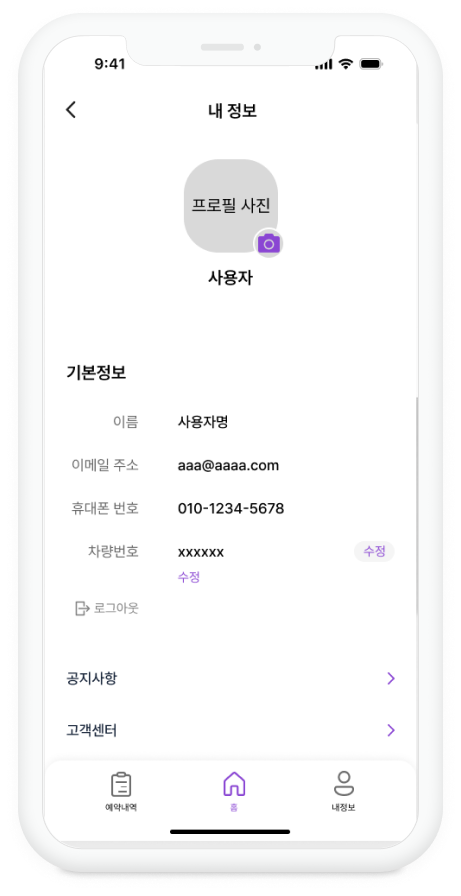 9:41
내 정보
프로필 사진
사용자
기본정보
이름 사용자명
이메일 주소 aaa@aaaa.com
휴대폰 번호 010-1234-5678
차량번호 xxxxxx 수정
수정
로그아웃
공지사항
고객센터
예약내역 홈 내정보